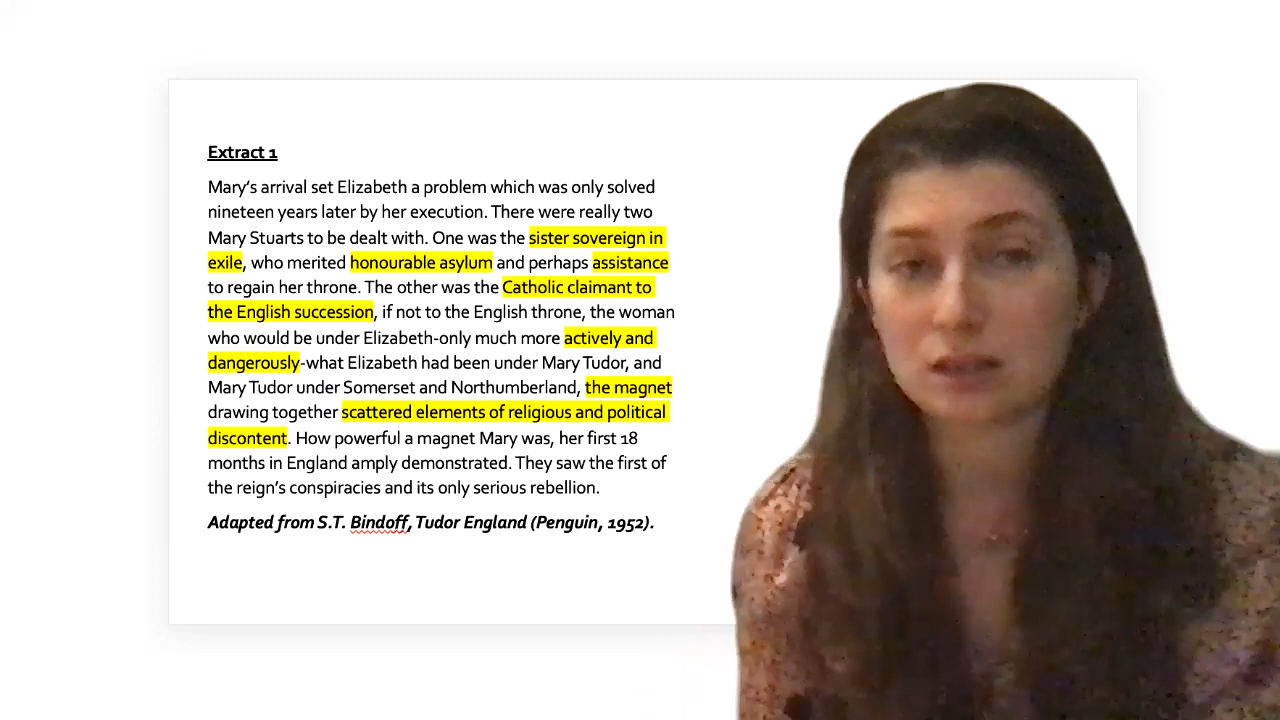 Extract 1
Mary's arrival set Elizabeth a problem which was only solved
nineteen years later by her execution. There were really two
Mary Stuarts to be dealt with. One was the sister sovereign in
exile, who merited honourable asylum and perhaps assistance
to regain her throne. The other was the Catholic claimant to
the English succession, if not to the English throne, the woman
who would be under Elizabeth-only much more actively and
dangerously-what Elizabeth had been under Mary Tudor, and
Mary Tudor under Somerset and Northumberland, the magnet
drawing together scattered elements of religious and political
discontent. How powerful a magnet Mary was, her first 18
months in England amply demonstrated. They saw the first of
the reign's conspiracies and its only serious rebellion.
Adapted from S.T. Bindoff, Tudor England (Penguin, 1952).